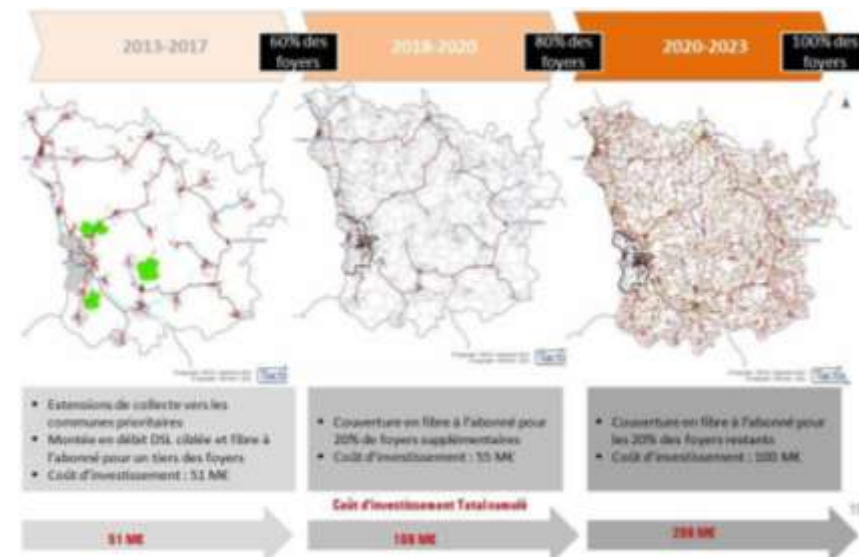 2013-2017
60% des
foyers
2018-2020
80% des
foyers
2020-2023
100% des
foyers
▪ Extensions de collecte vers les
communes prioritaires
▪ Montée en débit DSL ciblée et fibre à
l'abonné pour un tiers des foyers
▪ Coût d'investissement : 51 M€
▪ Couverture en fibre à l'abonné pour
20% de foyers supplémentaires
▪ Coût d'investissement : 55 M€
▪ Couverture en fibre à l'abonné pour
les 20% des foyers restants
▪ Coût d'investissement : 100 M€
Coût d'investissement Total cumulé
51 M€
M€
M€